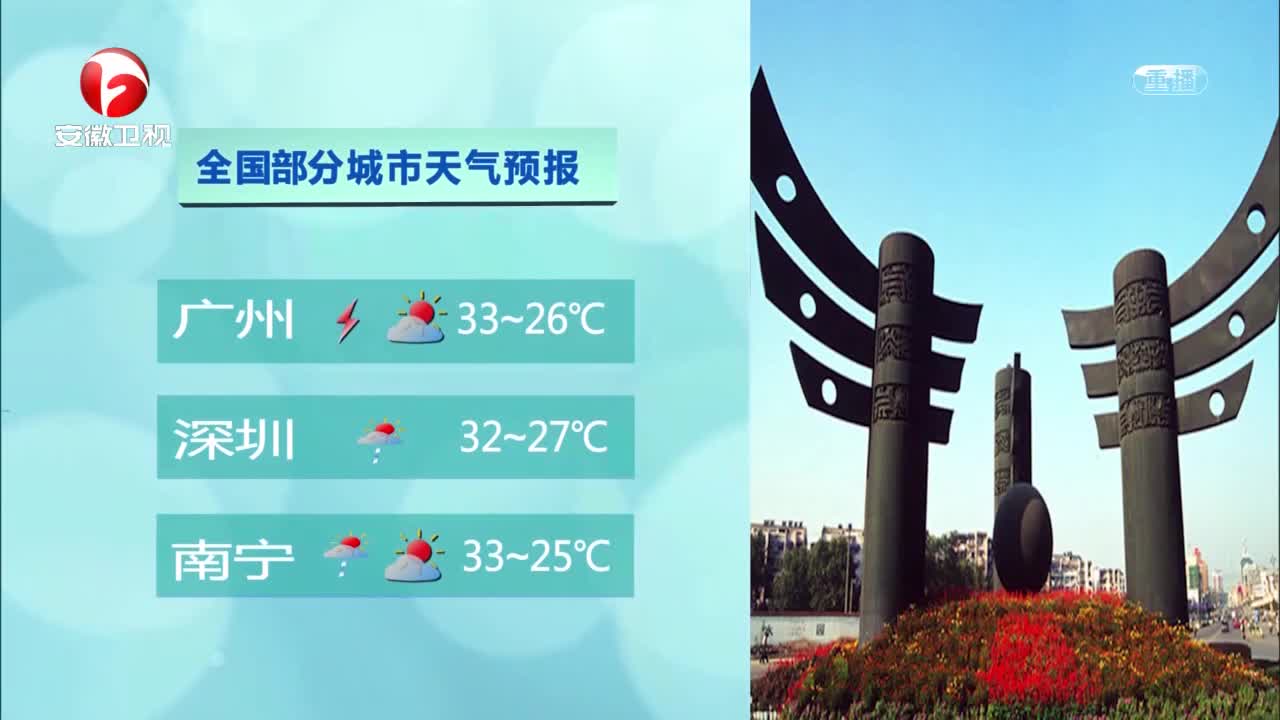 安徽卫视
重播
全国部分城市天气预报
广州 33~26℃
深圳 32~27℃
南宁 33~25℃